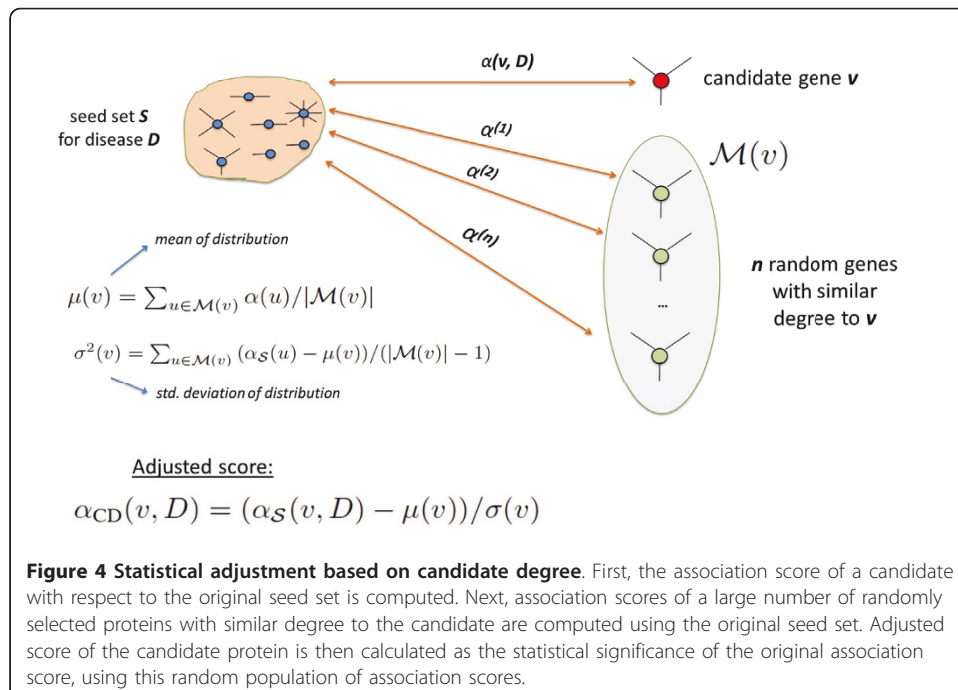 α(v, D)
candidate gene v
seed set S
for disease D
α(1)
α(2)
α(n)
ℳ(v)
mean of distribution
n random genes
with similar
degree to v
...
μ(v) = ∑u∈ℳ(v) α(u)/|ℳ(v)|
σ²(v) = ∑u∈ℳ(v) (α𝒮(u) − μ(v))/(|ℳ(v)| − 1)
std. deviation of distribution
Adjusted score:
αCD(v, D) = (α𝒮(v, D) − μ(v))/σ(v)
Figure 4 Statistical adjustment based on candidate degree. First, the association score of a candidate
with respect to the original seed set is computed. Next, association scores of a large number of randomly
selected proteins with similar degree to the candidate are computed using the original seed set. Adjusted
score of the candidate protein is then calculated as the statistical significance of the original association
score, using this random population of association scores.